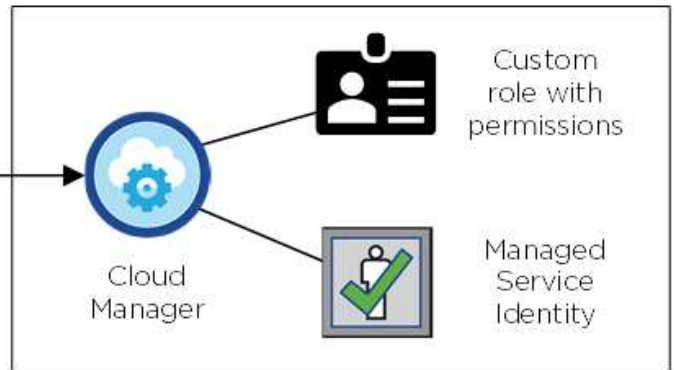 Custom
role with
permissions
Cloud
Manager
Managed
Service
Identity